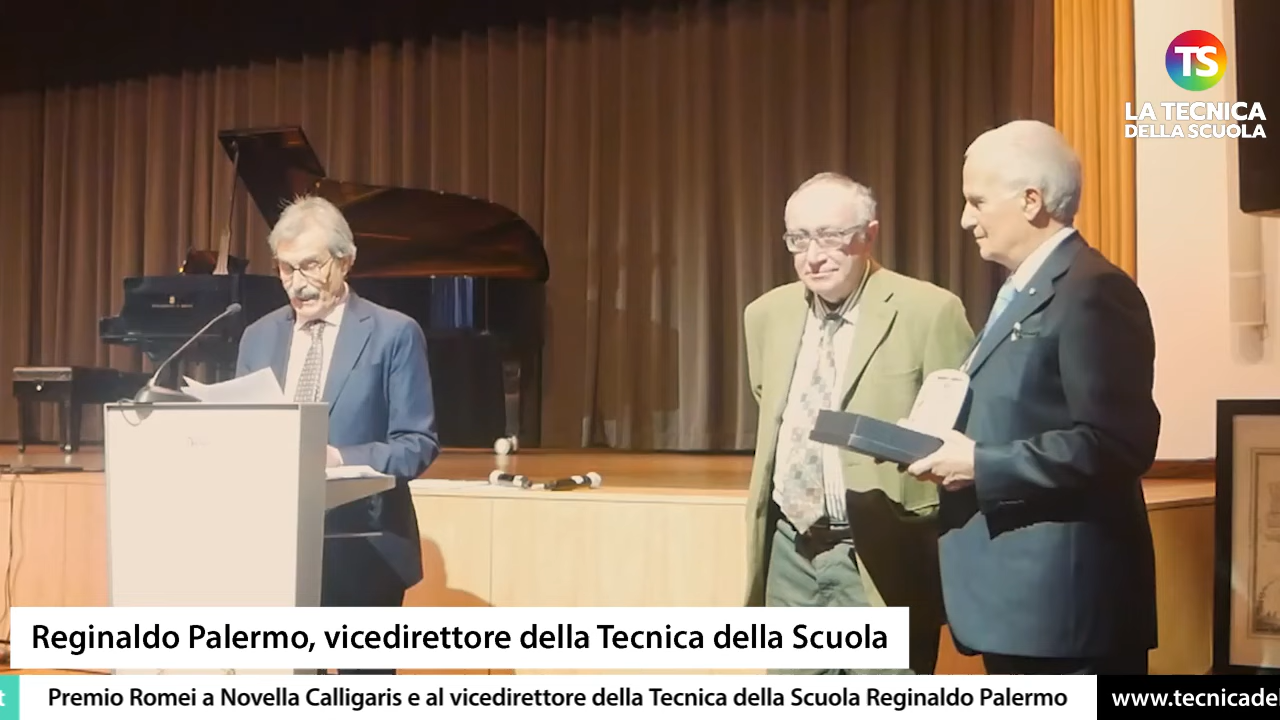 TS
LA TECNICA
DELLA SCUOLA
Reginaldo Palermo, vicedirettore della Tecnica della Scuola
t
Premio Romei a Novella Calligaris e al vicedirettore della Tecnica della Scuola Reginaldo Palermo
www.tecnicade